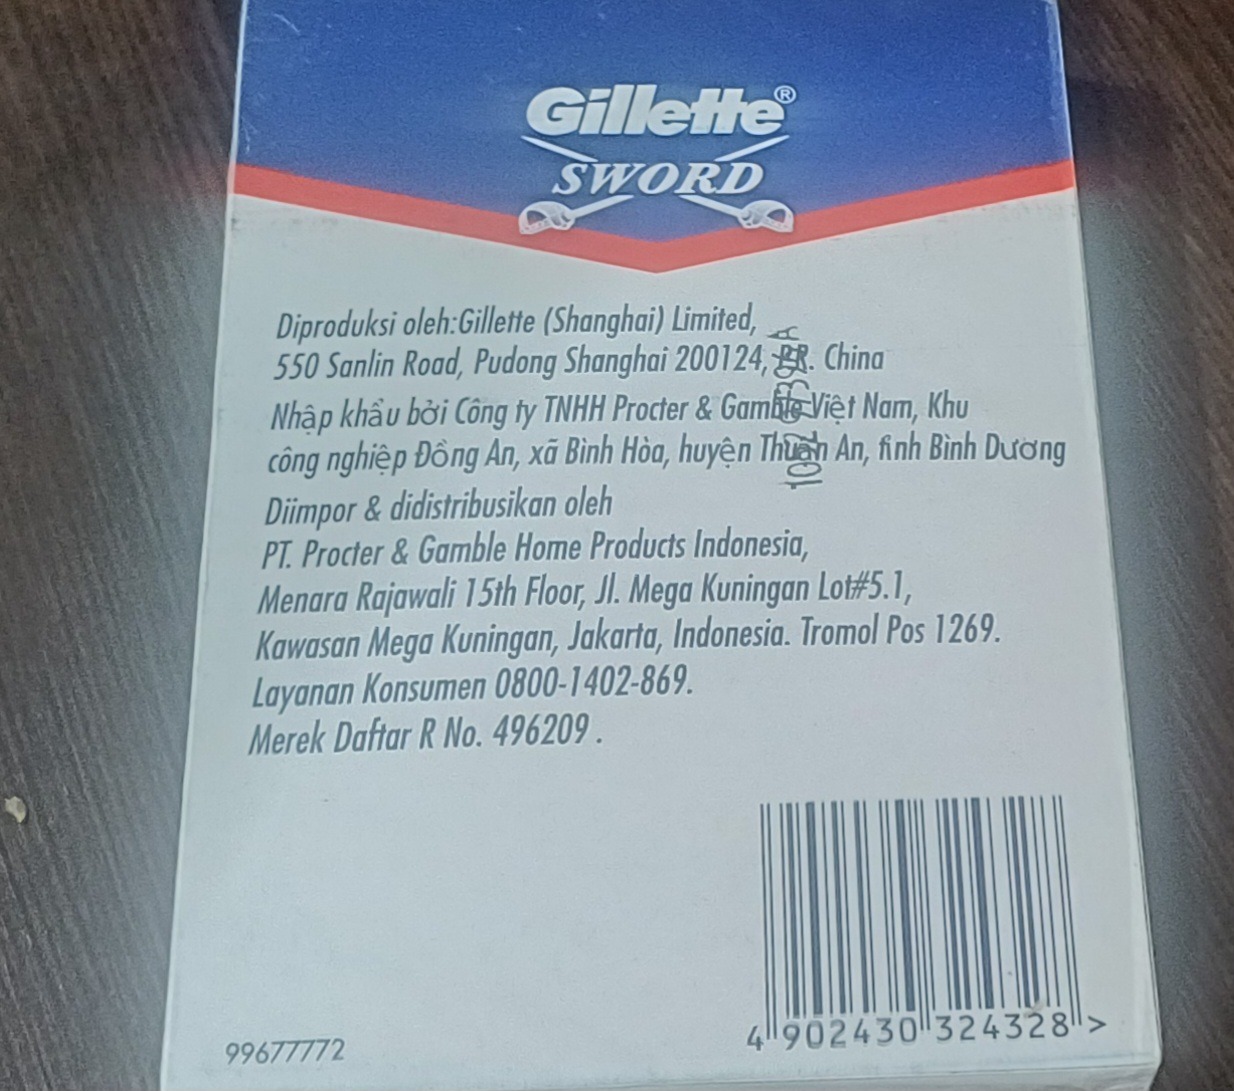 Gillette®
SWORD
Diproduksi oleh:Gillette (Shanghai) Limited,
550 Sanlin Road, Pudong Shanghai 200124, P.R. China
Nhập khẩu bởi Công ty TNHH Procter & Gamble Việt Nam, Khu
công nghiệp Đồng An, xã Bình Hòa, huyện Thuận An, tỉnh Bình Dương
Diimpor & didistribusikan oleh
PT. Procter & Gamble Home Products Indonesia,
Menara Rajawali 15th Floor, Jl. Mega Kuningan Lot#5.1,
Kawasan Mega Kuningan, Jakarta, Indonesia. Tromol Pos 1269.
Layanan Konsumen 0800-1402-869.
Merek Daftar R No. 496209 .
99677772
4 902430 324328 >